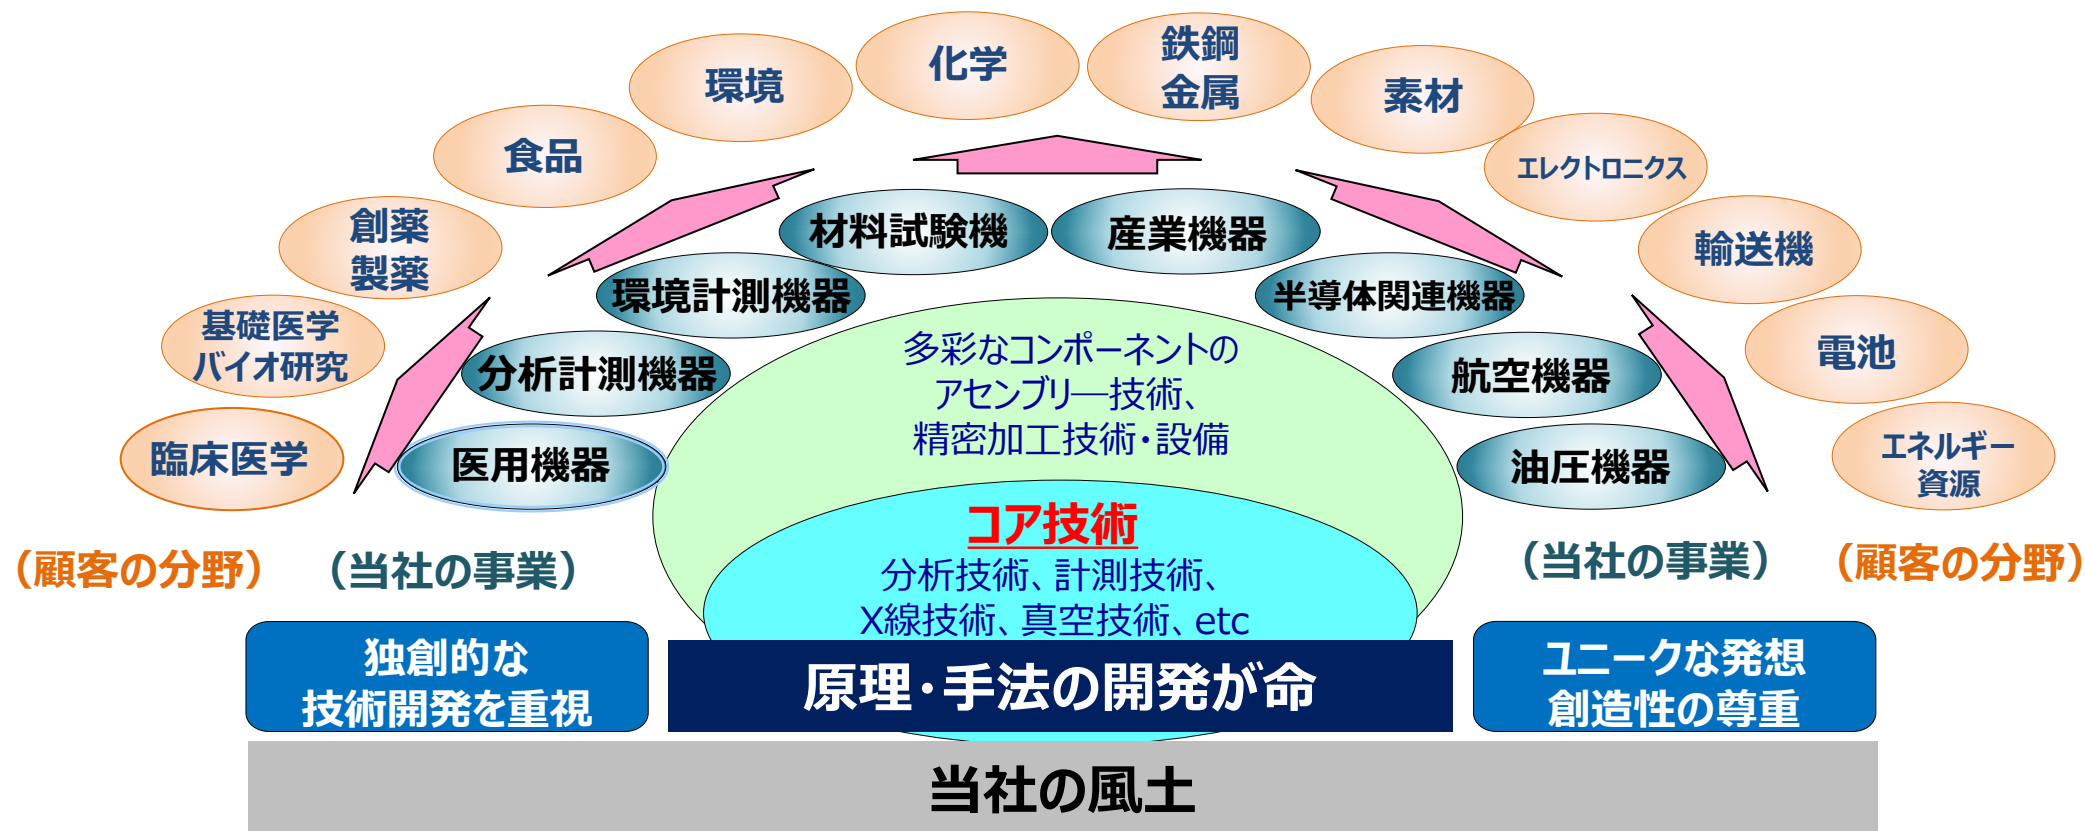 化学
鉄鋼
金属
環境
素材
食品
エレクトロニクス
創薬
製薬
輸送機
基礎医学
バイオ研究
電池
臨床医学
エネルギー
資源
材料試験機
産業機器
環境計測機器
半導体関連機器
分析計測機器
航空機器
医用機器
油圧機器
多彩なコンポーネントの
アセンブリ―技術、
精密加工技術・設備
コア技術
分析技術、計測技術、
X線技術、真空技術、etc
（顧客の分野）
（当社の事業）
（当社の事業）
（顧客の分野）
独創的な
技術開発を重視
原理・手法の開発が命
ユニークな発想
創造性の尊重
当社の風土